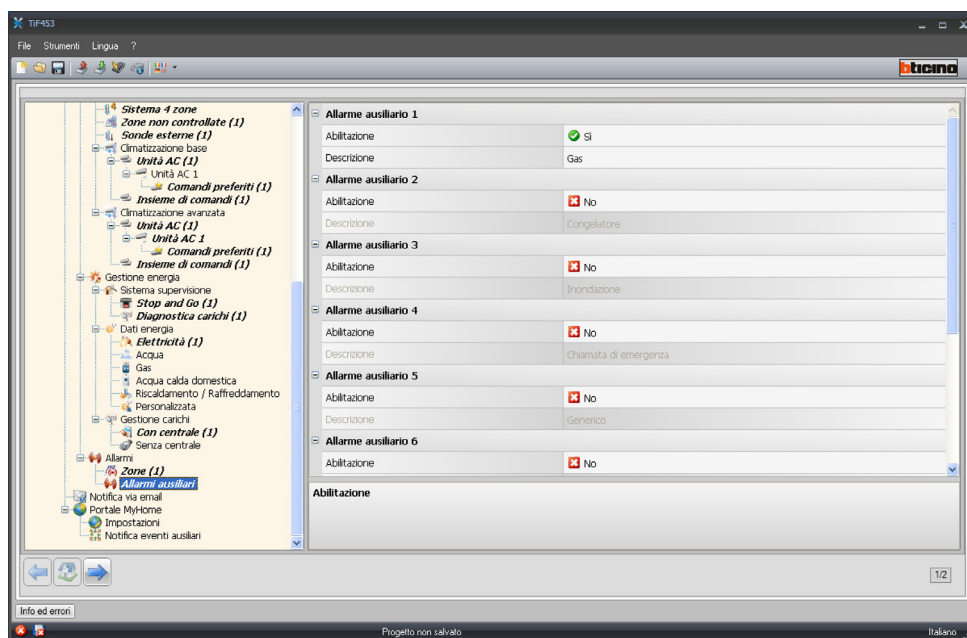 TiF453
File Strumenti Lingua ?
bticino
Sistema 4 zone
Zone non controllate (1)
Sonde esterne (1)
Climatizzazione base
Unità AC (1)
Unità AC 1
Comandi preferiti (1)
Insieme di comandi (1)
Climatizzazione avanzata
Unità AC (1)
Unità AC 1
Comandi preferiti (1)
Insieme di comandi (1)
Gestione energia
Sistema supervisione
Stop and Go (1)
Diagnostica carichi (1)
Dati energia
Elettricità (1)
Acqua
Gas
Acqua calda domestica
Riscaldamento / Raffreddamento
Personalizzata
Gestione carichi
Con centrale (1)
Senza centrale
Allarmi
Zone (1)
Allarmi ausiliari
Notifica via email
Portale MyHome
Impostazioni
Notifica eventi ausiliari
Allarme ausiliario 1
Abilitazione Sì
Descrizione Gas
Allarme ausiliario 2
Abilitazione No
Descrizione Congelatore
Allarme ausiliario 3
Abilitazione No
Descrizione Inondazione
Allarme ausiliario 4
Abilitazione No
Descrizione Chiamata di emergenza
Allarme ausiliario 5
Abilitazione No
Descrizione Generico
Allarme ausiliario 6
Abilitazione No
Abilitazione
1/2
Info ed errori
Progetto non salvato
Italiano